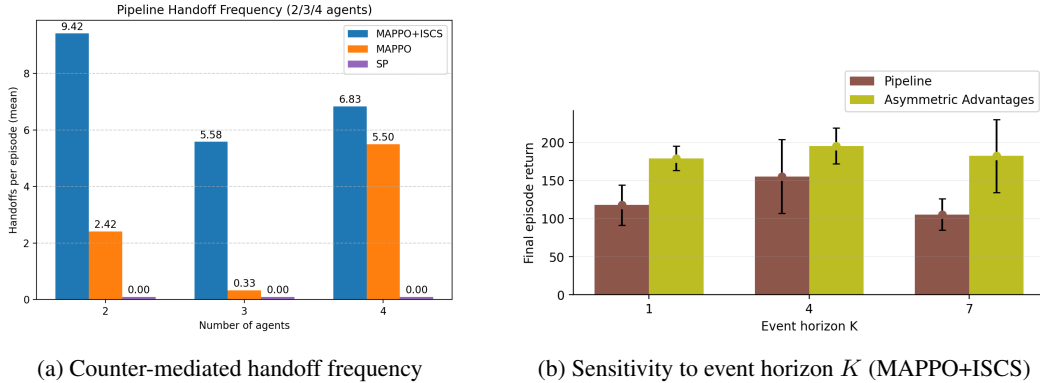 Pipeline Handoff Frequency (2/3/4 agents)
9.42
MAPPO+ISCS
MAPPO
SP
8
6.83
6
5.58
5.50
4
2.42
2
0.33
0.00
0.00
0.00
0
2
3
4
Handoffs per episode (mean)
Number of agents
(a) Counter-mediated handoff frequency
Pipeline
Asymmetric Advantages
200
150
100
50
0
1
4
7
Final episode return
Event horizon K
(b) Sensitivity to event horizon K (MAPPO+ISCS)